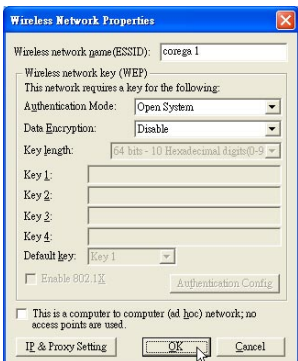 Wireless Network Properties
Wireless network name(ESSID): corega 1
Wireless network key (WEP)
This network requires a key for the following:
Authentication Mode: Open System
Data Encryption: Disable
Key length: 64 bits - 10 Hexadecimal digits(0-9
Key 1:
Key 2:
Key 3:
Key 4:
Default key: Key 1
Enable 802.1X
Authentication Config
This is a computer to computer (ad hoc) network; no
access points are used.
IP & Proxy Setting OK Cancel